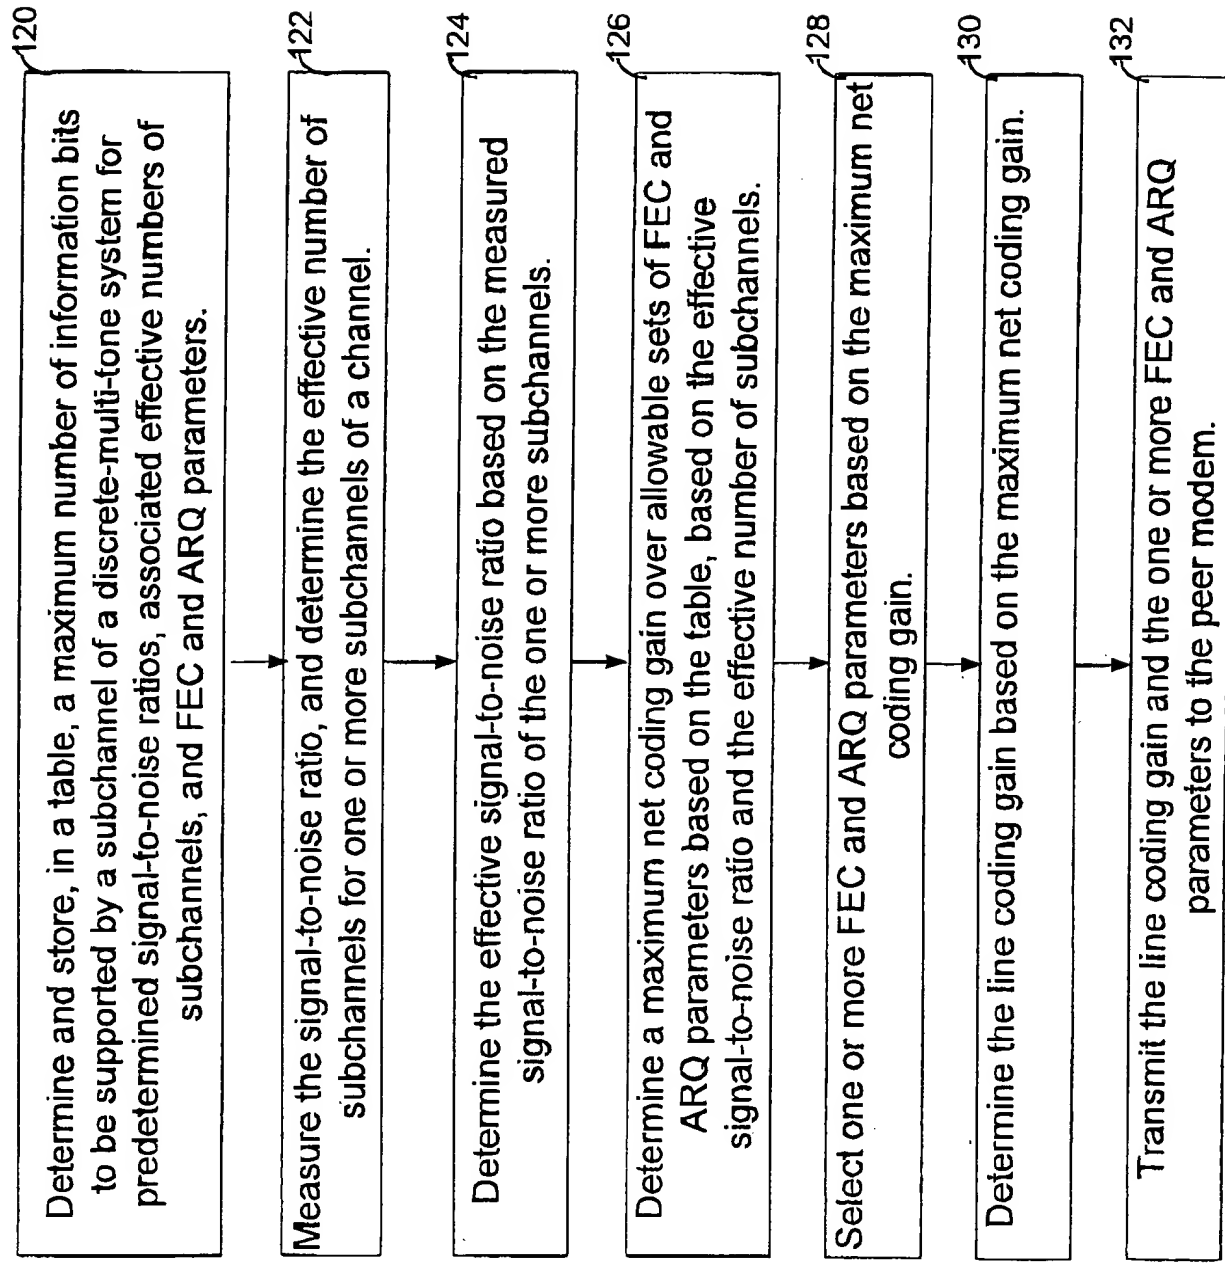 120
Determine and store, in a table, a maximum number of information bits
to be supported by a subchannel of a discrete-multi-tone system for
predetermined signal-to-noise ratios, associated effective numbers of
subchannels, and FEC and ARQ parameters.
122
Measure the signal-to-noise ratio, and determine the effective number of
subchannels for one or more subchannels of a channel.
124
Determine the effective signal-to-noise ratio based on the measured
signal-to-noise ratio of the one or more subchannels.
126
Determine a maximum net coding gain over allowable sets of FEC and
ARQ parameters based on the table, based on the effective
signal-to-noise ratio and the effective number of subchannels.
128
Select one or more FEC and ARQ parameters based on the maximum net
coding gain.
130
Determine the line coding gain based on the maximum net coding gain.
132
Transmit the line coding gain and the one or more FEC and ARQ
parameters to the peer modem.